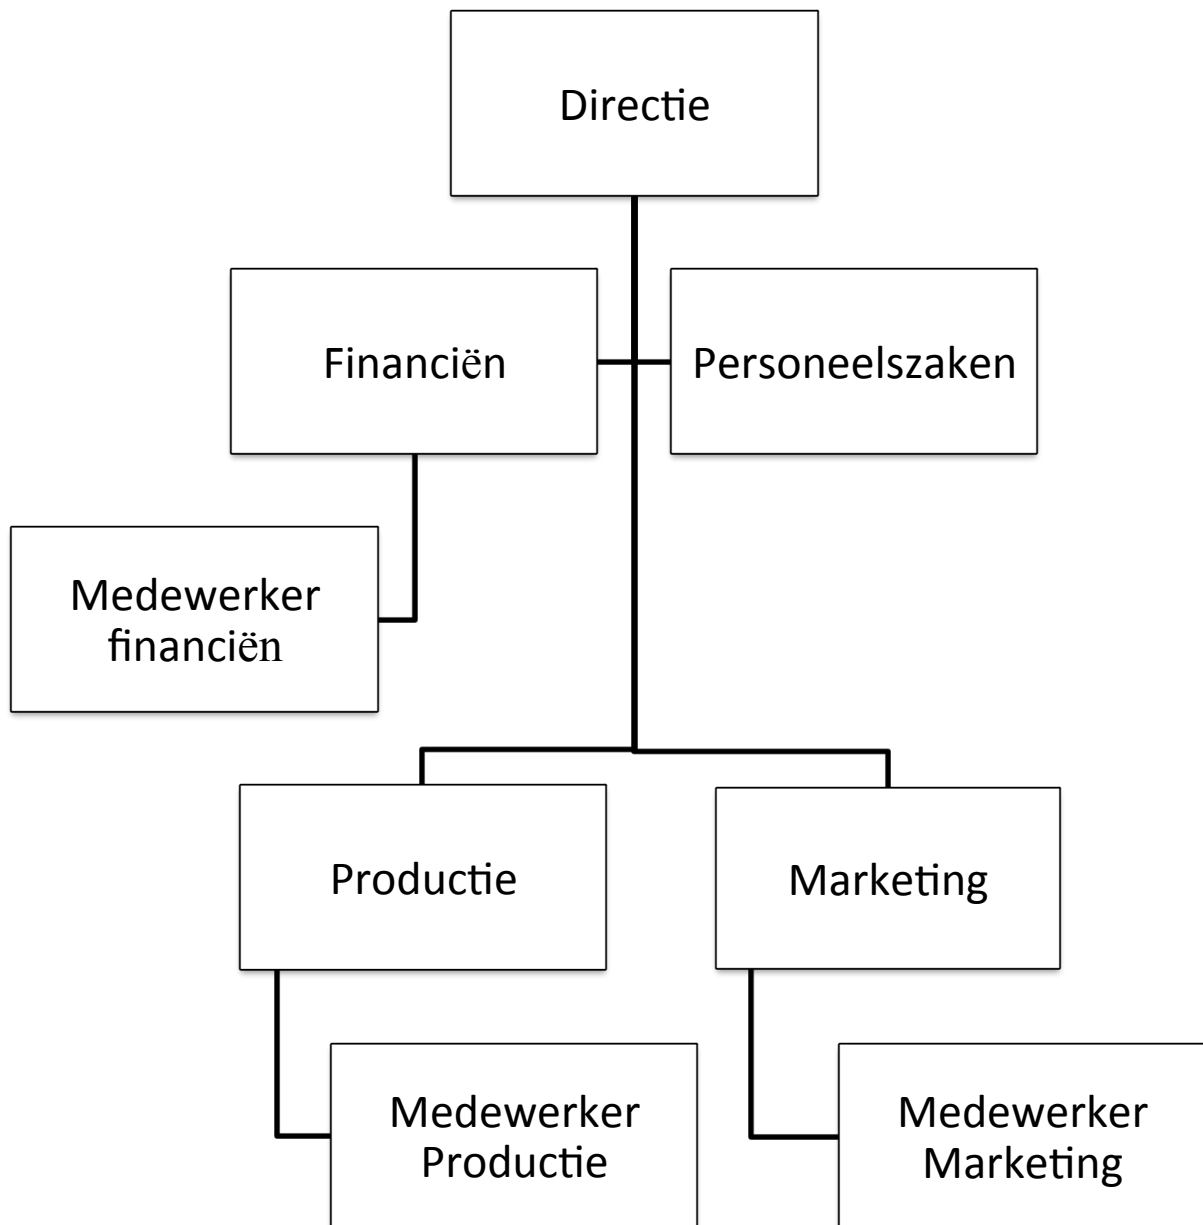 Directie
Financiën
Personeelszaken
Medewerker
financiën
Productie
Marketing
Medewerker
Productie
Medewerker
Marketing